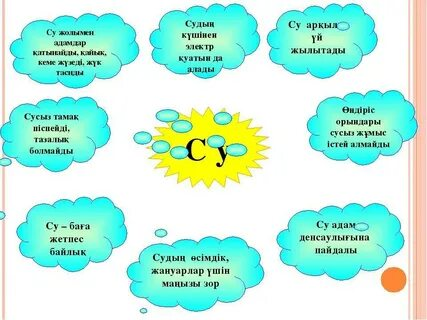 Су жолымен
адамдар
қатынайды, қайық,
кеме жүзеді, жүк
тасиды
Судың
күшінен
электр
қуатын да
алады
Су арқылы
үй
жылытады
Сусыз тамақ
піспейді,
тазалық
болмайды
Су
Өндіріс
орындары
сусыз жұмыс
істей алмайды
Су – баға
жетпес
байлық
Судың өсімдік,
жануарлар үшін
маңызы зор
Су адам
денсаулығына
пайдалы